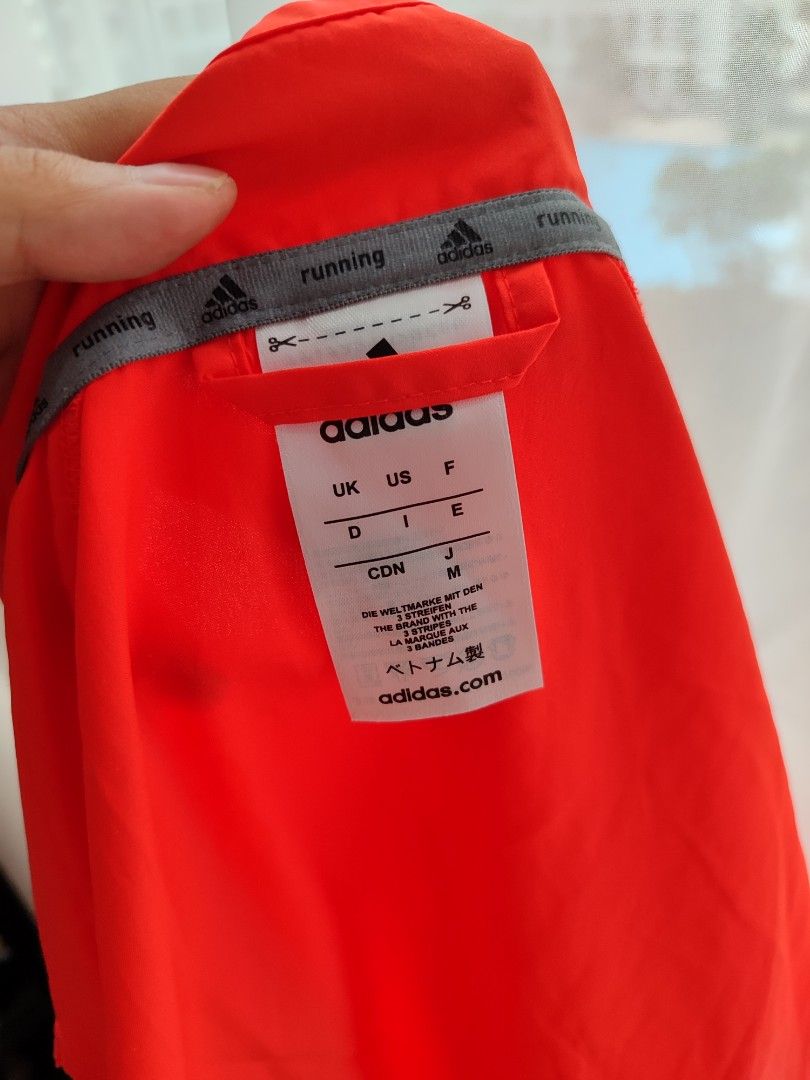 running adidas running adidas running
adidas
UK US F
D I E
CDN J
M
DIE WELTMARKE MIT DEN
3 STREIFEN
THE BRAND WITH THE
3 STRIPES
LA MARQUE AUX
3 BANDES
ベトナム製
adidas.com